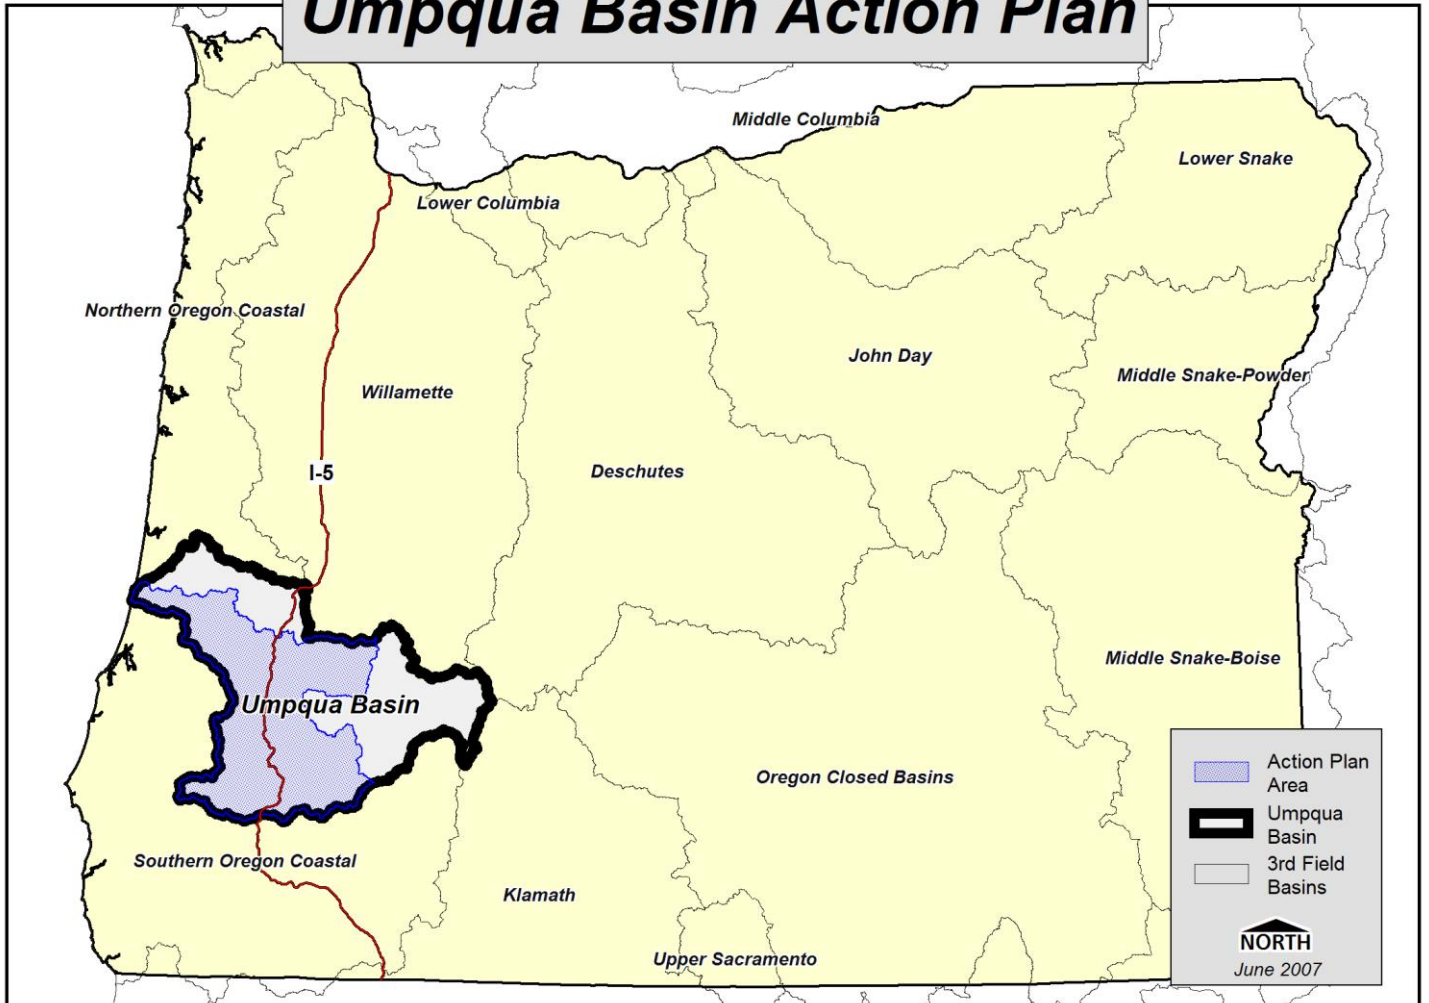 Umpqua Basin Action Plan
Middle Columbia
Lower Snake
Lower Columbia
Northern Oregon Coastal
John Day
Middle Snake-Powder
Willamette
I-5
Deschutes
Middle Snake-Boise
Umpqua Basin
Oregon Closed Basins
Southern Oregon Coastal
Klamath
Upper Sacramento
Action Plan
Area
Umpqua
Basin
3rd Field
Basins
NORTH
June 2007